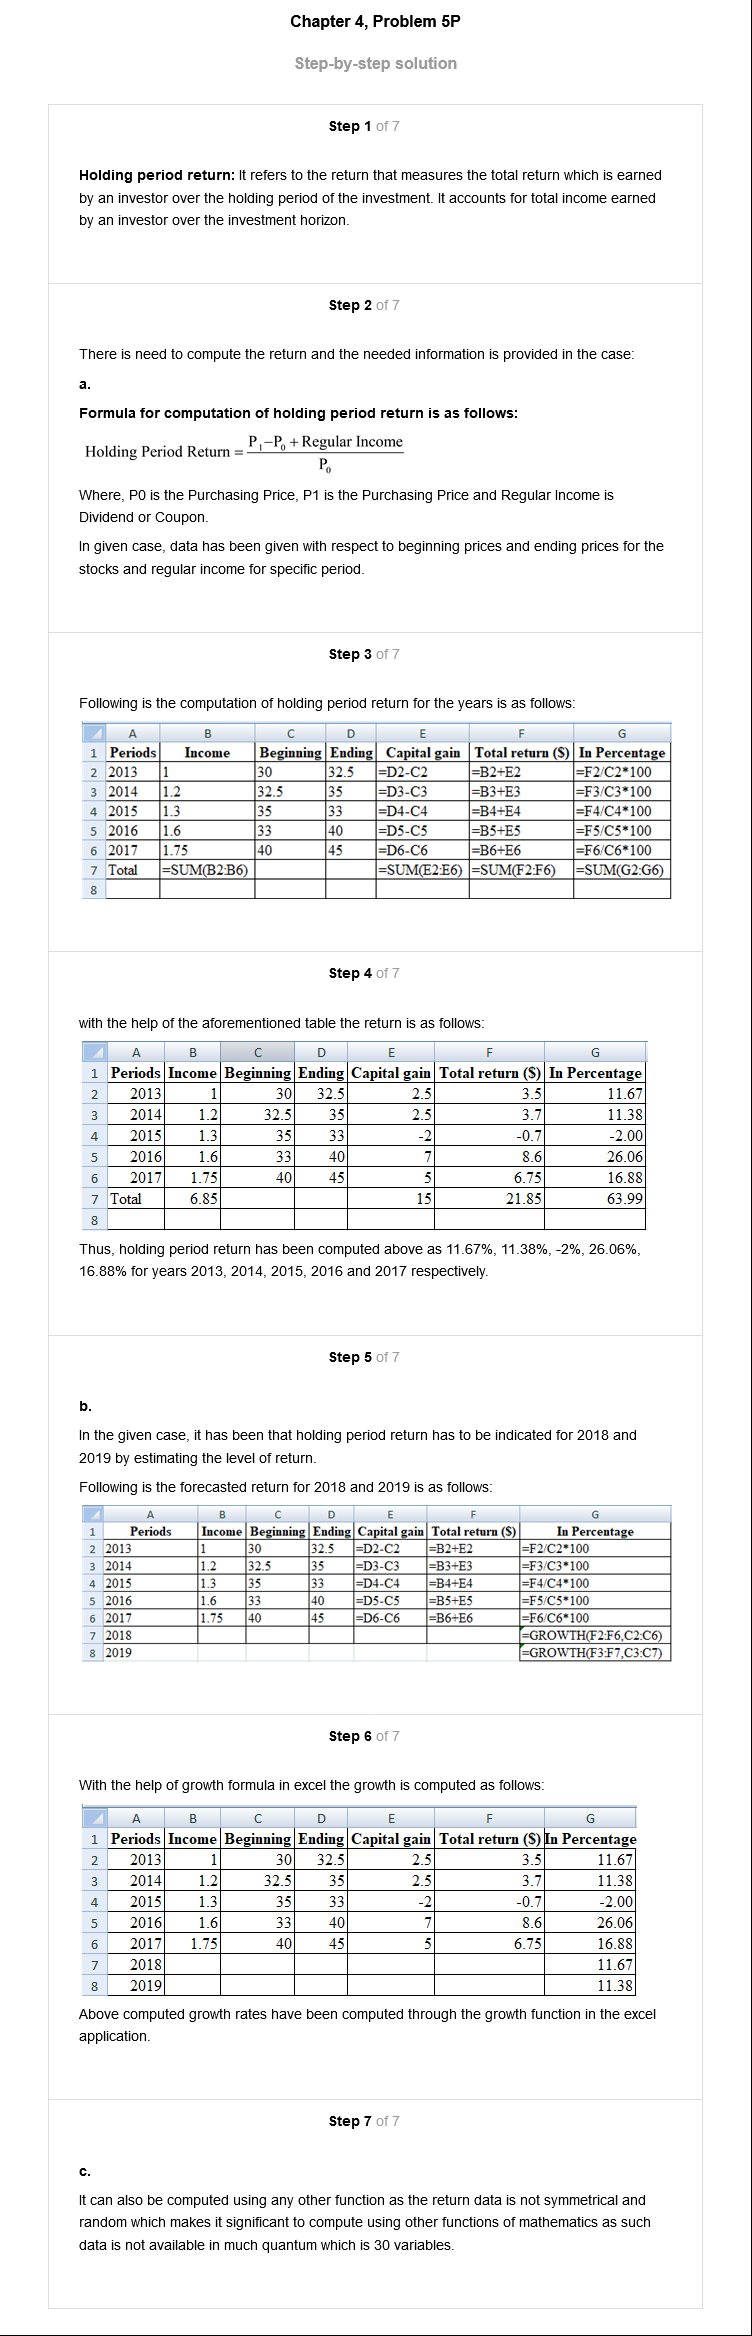 Chapter 4, Problem 5P
Step-by-step solution
Step 1 of 7
Holding period return: It refers to the return that measures the total return which is earned
by an investor over the holding period of the investment. It accounts for total income earned
by an investor over the investment horizon.
Step 2 of 7
There is need to compute the return and the needed information is provided in the case:
a.
Formula for computation of holding period return is as follows:
Holding Period Return = (P₁−P₀ + Regular Income) / P₀
Where, P0 is the Purchasing Price, P1 is the Purchasing Price and Regular Income is
Dividend or Coupon.
In given case, data has been given with respect to beginning prices and ending prices for the
stocks and regular income for specific period.
Step 3 of 7
Following is the computation of holding period return for the years is as follows:
A B C D E F G
1 Periods Income Beginning Ending Capital gain Total return ($) In Percentage
2 2013 1 30 32.5 =D2-C2 =B2+E2 =F2/C2*100
3 2014 1.2 32.5 35 =D3-C3 =B3+E3 =F3/C3*100
4 2015 1.3 35 33 =D4-C4 =B4+E4 =F4/C4*100
5 2016 1.6 33 40 =D5-C5 =B5+E5 =F5/C5*100
6 2017 1.75 40 45 =D6-C6 =B6+E6 =F6/C6*100
7 Total =SUM(B2:B6) =SUM(E2:E6) =SUM(F2:F6) =SUM(G2:G6)
8
Step 4 of 7
with the help of the aforementioned table the return is as follows:
A B C D E F G
1 Periods Income Beginning Ending Capital gain Total return ($) In Percentage
2 2013 1 30 32.5 2.5 3.5 11.67
3 2014 1.2 32.5 35 2.5 3.7 11.38
4 2015 1.3 35 33 -2 -0.7 -2.00
5 2016 1.6 33 40 7 8.6 26.06
6 2017 1.75 40 45 5 6.75 16.88
7 Total 6.85 15 21.85 63.99
8
Thus, holding period return has been computed above as 11.67%, 11.38%, -2%, 26.06%,
16.88% for years 2013, 2014, 2015, 2016 and 2017 respectively.
Step 5 of 7
b.
In the given case, it has been that holding period return has to be indicated for 2018 and
2019 by estimating the level of return.
Following is the forecasted return for 2018 and 2019 is as follows:
A B C D E F G
1 Periods Income Beginning Ending Capital gain Total return ($) In Percentage
2 2013 1 30 32.5 =D2-C2 =B2+E2 =F2/C2*100
3 2014 1.2 32.5 35 =D3-C3 =B3+E3 =F3/C3*100
4 2015 1.3 35 33 =D4-C4 =B4+E4 =F4/C4*100
5 2016 1.6 33 40 =D5-C5 =B5+E5 =F5/C5*100
6 2017 1.75 40 45 =D6-C6 =B6+E6 =F6/C6*100
7 2018 =GROWTH(F2:F6,C2:C6)
8 2019 =GROWTH(F3:F7,C3:C7)
Step 6 of 7
With the help of growth formula in excel the growth is computed as follows:
A B C D E F G
1 Periods Income Beginning Ending Capital gain Total return ($) In Percentage
2 2013 1 30 32.5 2.5 3.5 11.67
3 2014 1.2 32.5 35 2.5 3.7 11.38
4 2015 1.3 35 33 -2 -0.7 -2.00
5 2016 1.6 33 40 7 8.6 26.06
6 2017 1.75 40 45 5 6.75 16.88
7 2018 11.67
8 2019 11.38
Above computed growth rates have been computed through the growth function in the excel
application.
Step 7 of 7
c.
It can also be computed using any other function as the return data is not symmetrical and
random which makes it significant to compute using other functions of mathematics as such
data is not available in much quantum which is 30 variables.